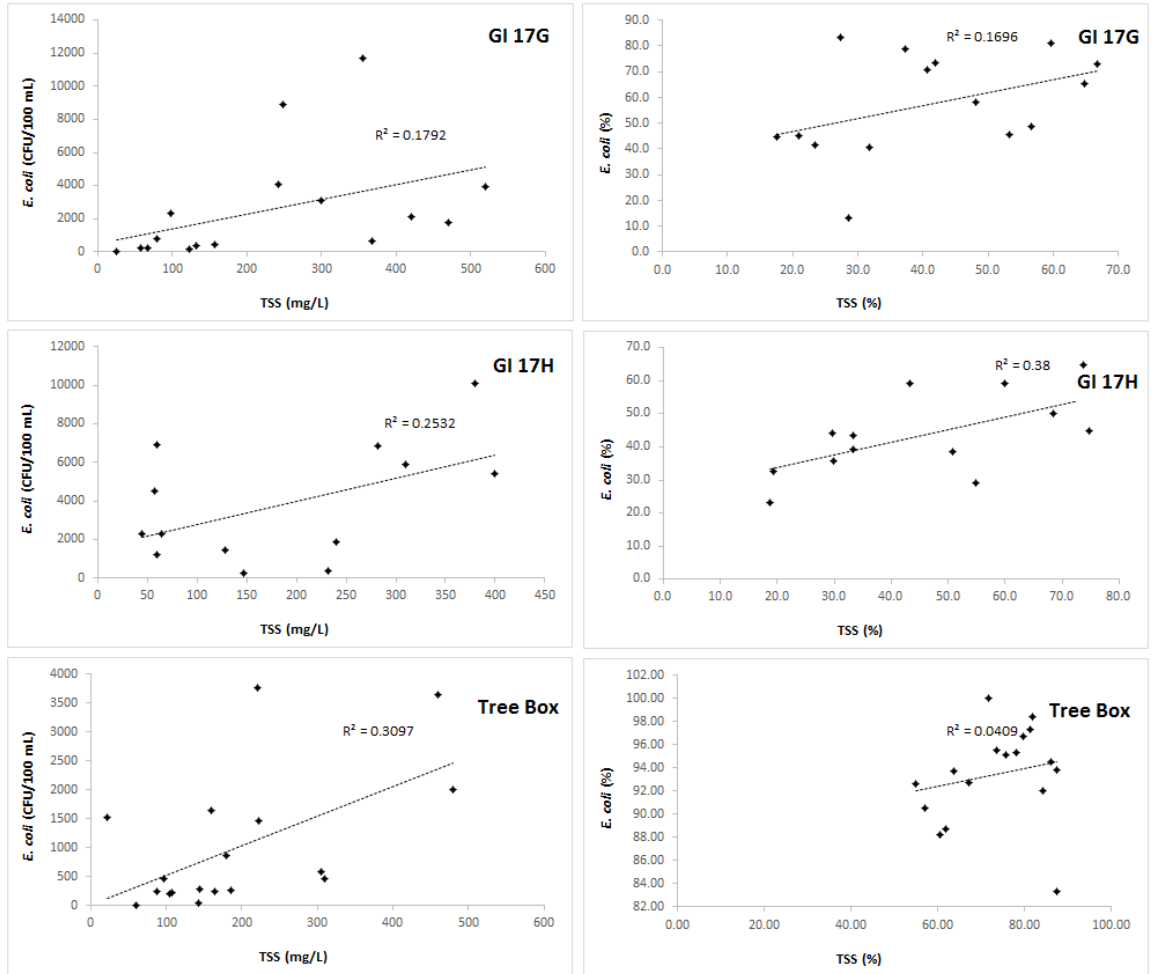 GI 17G
14000
12000
10000
8000
6000
4000
2000
0
E. coli (CFU/100 mL)
R² = 0.1792
0 100 200 300 400 500 600
TSS (mg/L)
GI 17G
90.0
80.0
70.0
60.0
50.0
40.0
30.0
20.0
10.0
0.0
E. coli (%)
R² = 0.1696
0.0 10.0 20.0 30.0 40.0 50.0 60.0 70.0
TSS (%)
GI 17H
12000
10000
8000
6000
4000
2000
0
E. coli (CFU/100 mL)
R² = 0.2532
0 50 100 150 200 250 300 350 400 450
TSS (mg/L)
GI 17H
70.0
60.0
50.0
40.0
30.0
20.0
10.0
0.0
E. coli (%)
R² = 0.38
0.0 10.0 20.0 30.0 40.0 50.0 60.0 70.0 80.0
TSS (%)
Tree Box
4000
3500
3000
2500
2000
1500
1000
500
0
E. coli (CFU/100 mL)
R² = 0.3097
0 100 200 300 400 500 600
TSS (mg/L)
Tree Box
102.00
100.00
98.00
96.00
94.00
92.00
90.00
88.00
86.00
84.00
82.00
E. coli (%)
R² = 0.0409
0.00 20.00 40.00 60.00 80.00 100.00
TSS (%)